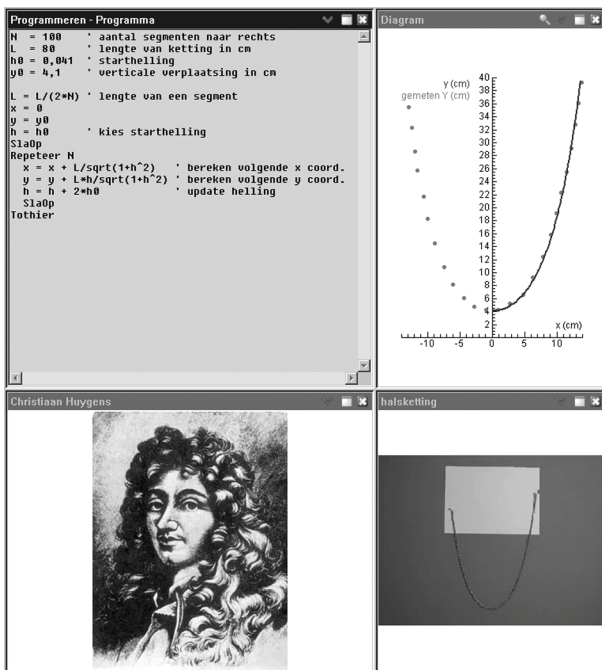 Programmeren - Programma
N = 100 ' aantal segmenten naar rechts
L = 80 ' lengte van ketting in cm
h0 = 0,041 ' starthelling
y0 = 4,1 ' verticale verplaatsing in cm
L = L/(2*N) ' lengte van een segment
x = 0
y = y0
h = h0 ' kies starthelling
SlaOp
Repeteer N
x = x + L/sqrt(1+h^2) ' bereken volgende x coord.
y = y + L*h/sqrt(1+h^2) ' bereken volgende y coord.
h = h + 2*h0 ' update helling
SlaOp
Tothier
Diagram
y (cm)
gemeten Y (cm)
40
38
36
34
32
30
28
26
24
22
20
18
16
14
12
10
8
6
4
2
x (cm)
-10 -5 0 5 10
Christiaan Huygens
halsketting